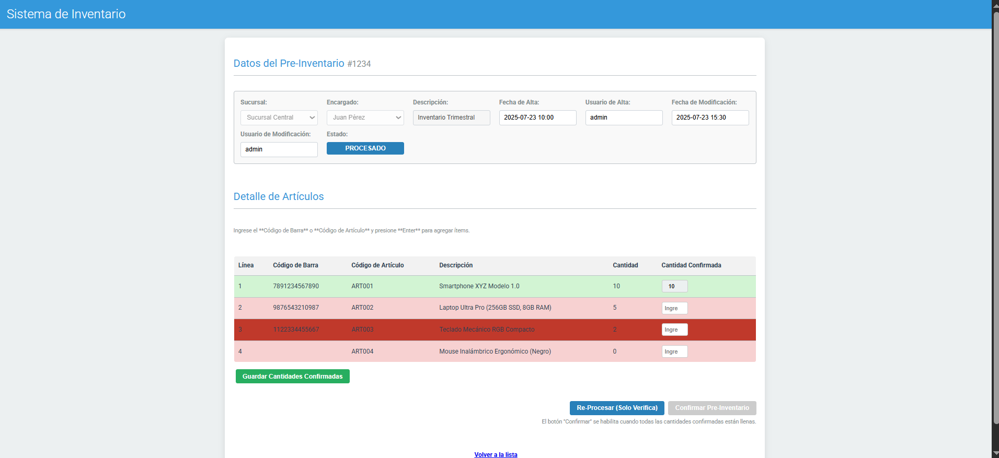 Sistema de Inventario
Datos del Pre-Inventario #1234
Sucursal: Encargado: Descripción: Fecha de Alta: Usuario de Alta: Fecha de Modificación:
Sucursal Central Juan Pérez Inventario Trimestral 2025-07-23 10:00 admin 2025-07-23 15:30
Usuario de Modificación: Estado:
admin PROCESADO
Detalle de Artículos
Ingrese el **Código de Barra** o **Código de Artículo** y presione **Enter** para agregar ítems.
Línea Código de Barra Código de Artículo Descripción Cantidad Cantidad Confirmada
1 7891234567890 ART001 Smartphone XYZ Modelo 1.0 10 10
2 9876543210987 ART002 Laptop Ultra Pro (256GB SSD, 8GB RAM) 5 Ingre
3 1122334455667 ART003 Teclado Mecánico RGB Compacto 2 Ingre
4 ART004 Mouse Inalámbrico Ergonómico (Negro) 0 Ingre
Guardar Cantidades Confirmadas
Re-Procesar (Solo Verifica) Confirmar Pre-Inventario
El botón "Confirmar" se habilita cuando todas las cantidades confirmadas están llenas.
Volver a la lista